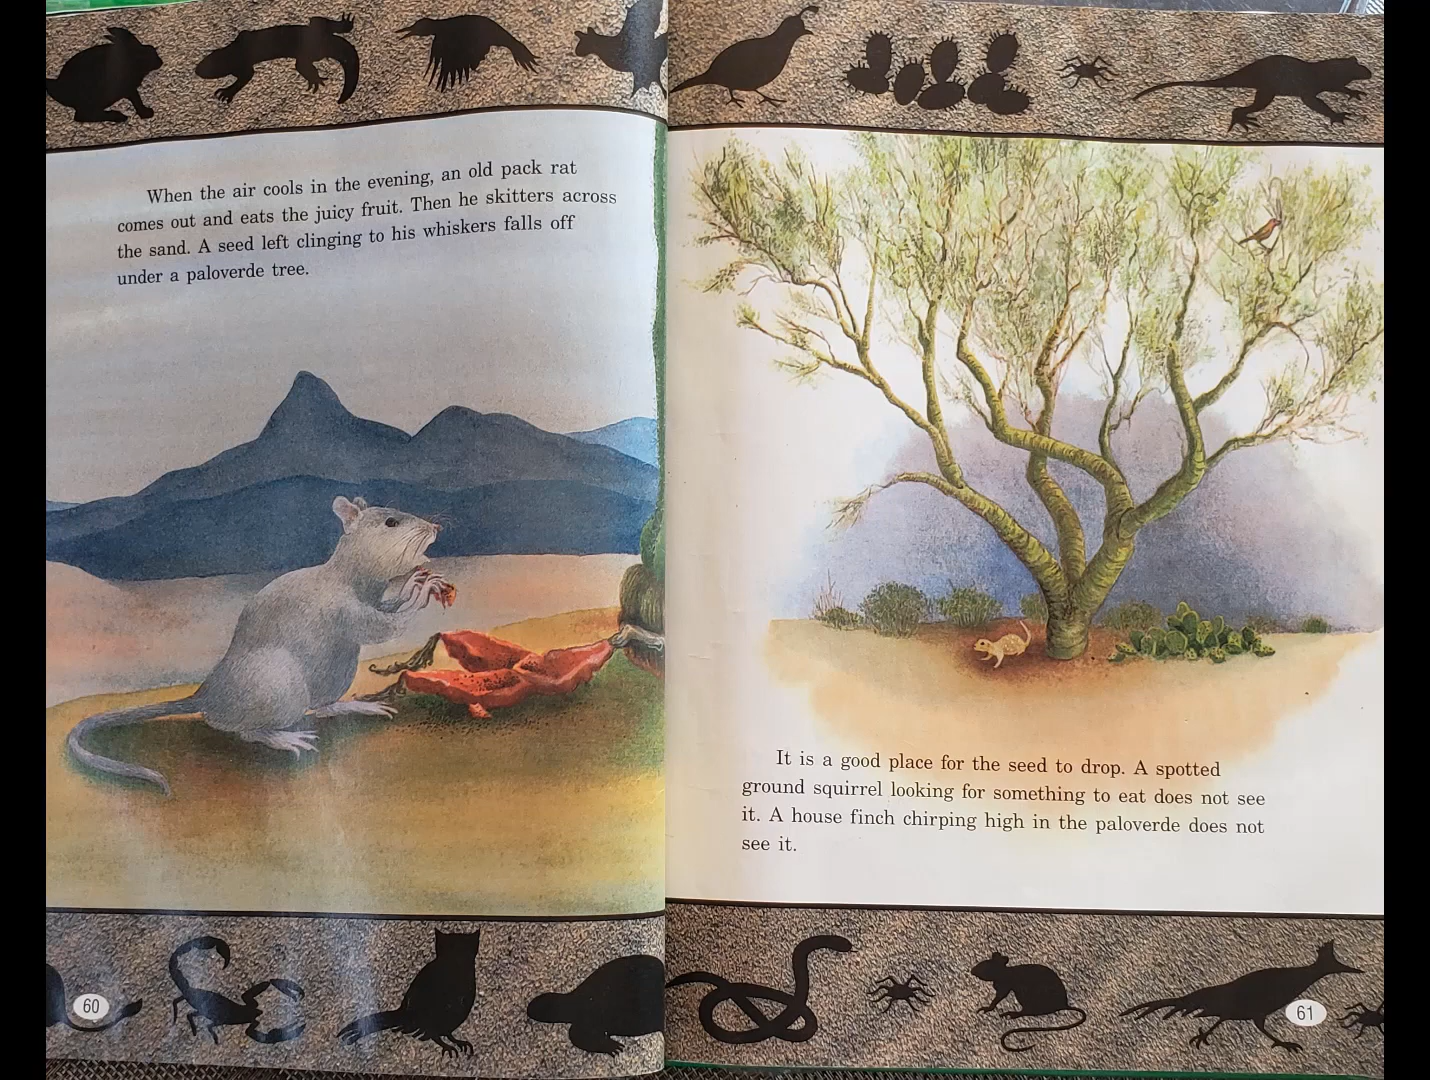 When the air cools in the evening, an old pack rat
comes out and eats the juicy fruit. Then he skitters across
the sand. A seed left clinging to his whiskers falls off
under a paloverde tree.
60
It is a good place for the seed to drop. A spotted
ground squirrel looking for something to eat does not see
it. A house finch chirping high in the paloverde does not
see it.
61